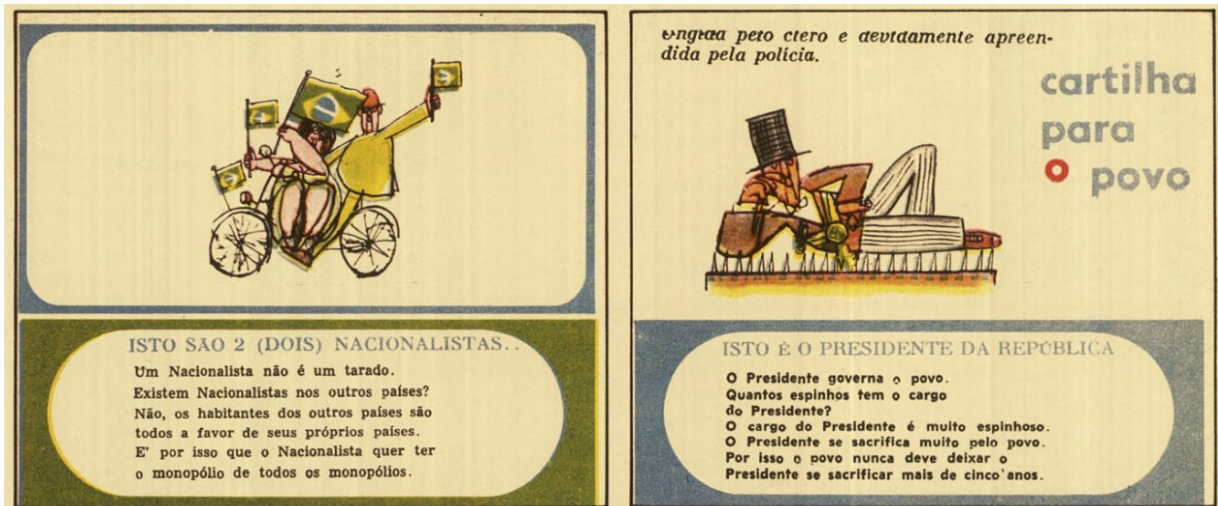 ISTO SÃO 2 (DOIS) NACIONALISTAS..
Um Nacionalista não é um tarado.
Existem Nacionalistas nos outros países?
Não, os habitantes dos outros países são
todos a favor de seus próprios países.
E' por isso que o Nacionalista quer ter
o monopólio de todos os monopólios.
pelo clero e devidamente apreen-
dida pela polícia.
cartilha
para
o povo
ISTO É O PRESIDENTE DA REPÚBLICA
O Presidente governa o povo.
Quantos espinhos tem o cargo
do Presidente?
O cargo do Presidente é muito espinhoso.
O Presidente se sacrifica muito pelo povo.
Por isso o povo nunca deve deixar o
Presidente se sacrificar mais de cinco anos.